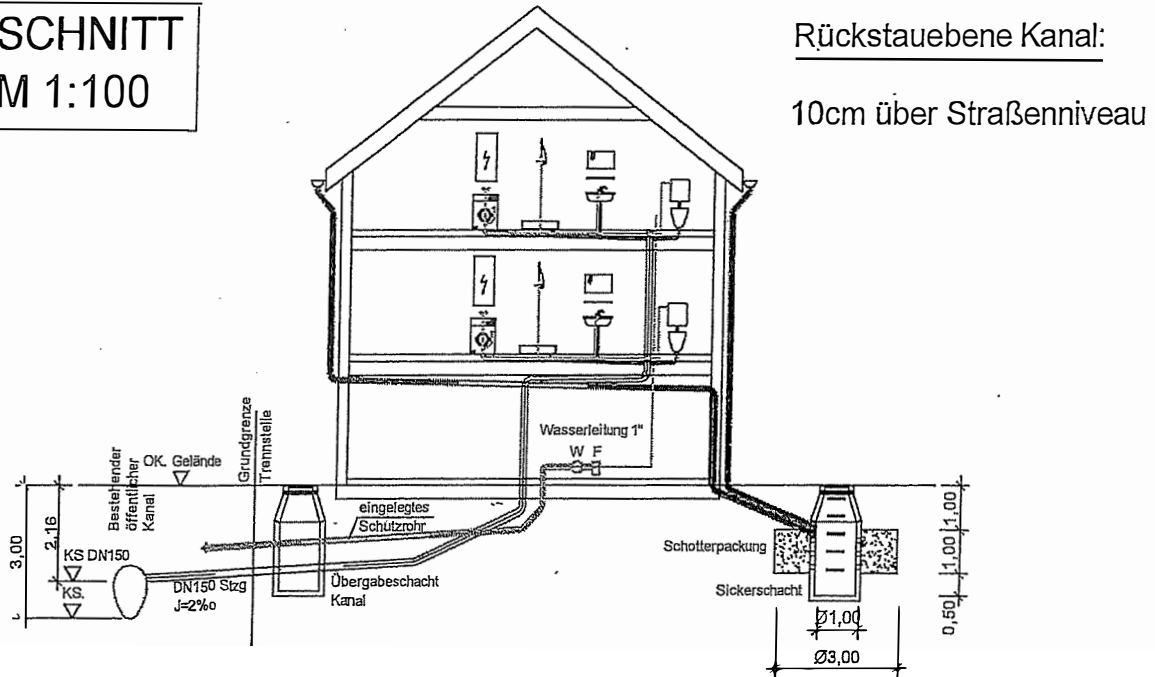 SCHNITT
M 1:100
Rückstauebene Kanal:
10cm über Straßenniveau
Wasserleitung 1"
W F
Grundgrenze
Trennstelle
OK. Gelände
Bestehender
öffentlicher
Kanal
eingelegtes
Schutzrohr
3,00
2,16
KS DN150
KS.
DN150 Stzg
J=2%o
Übergabeschacht
Kanal
Schotterpackung
Sickerschacht
1,00
1,00
0,50
Ø1,00
Ø3,00